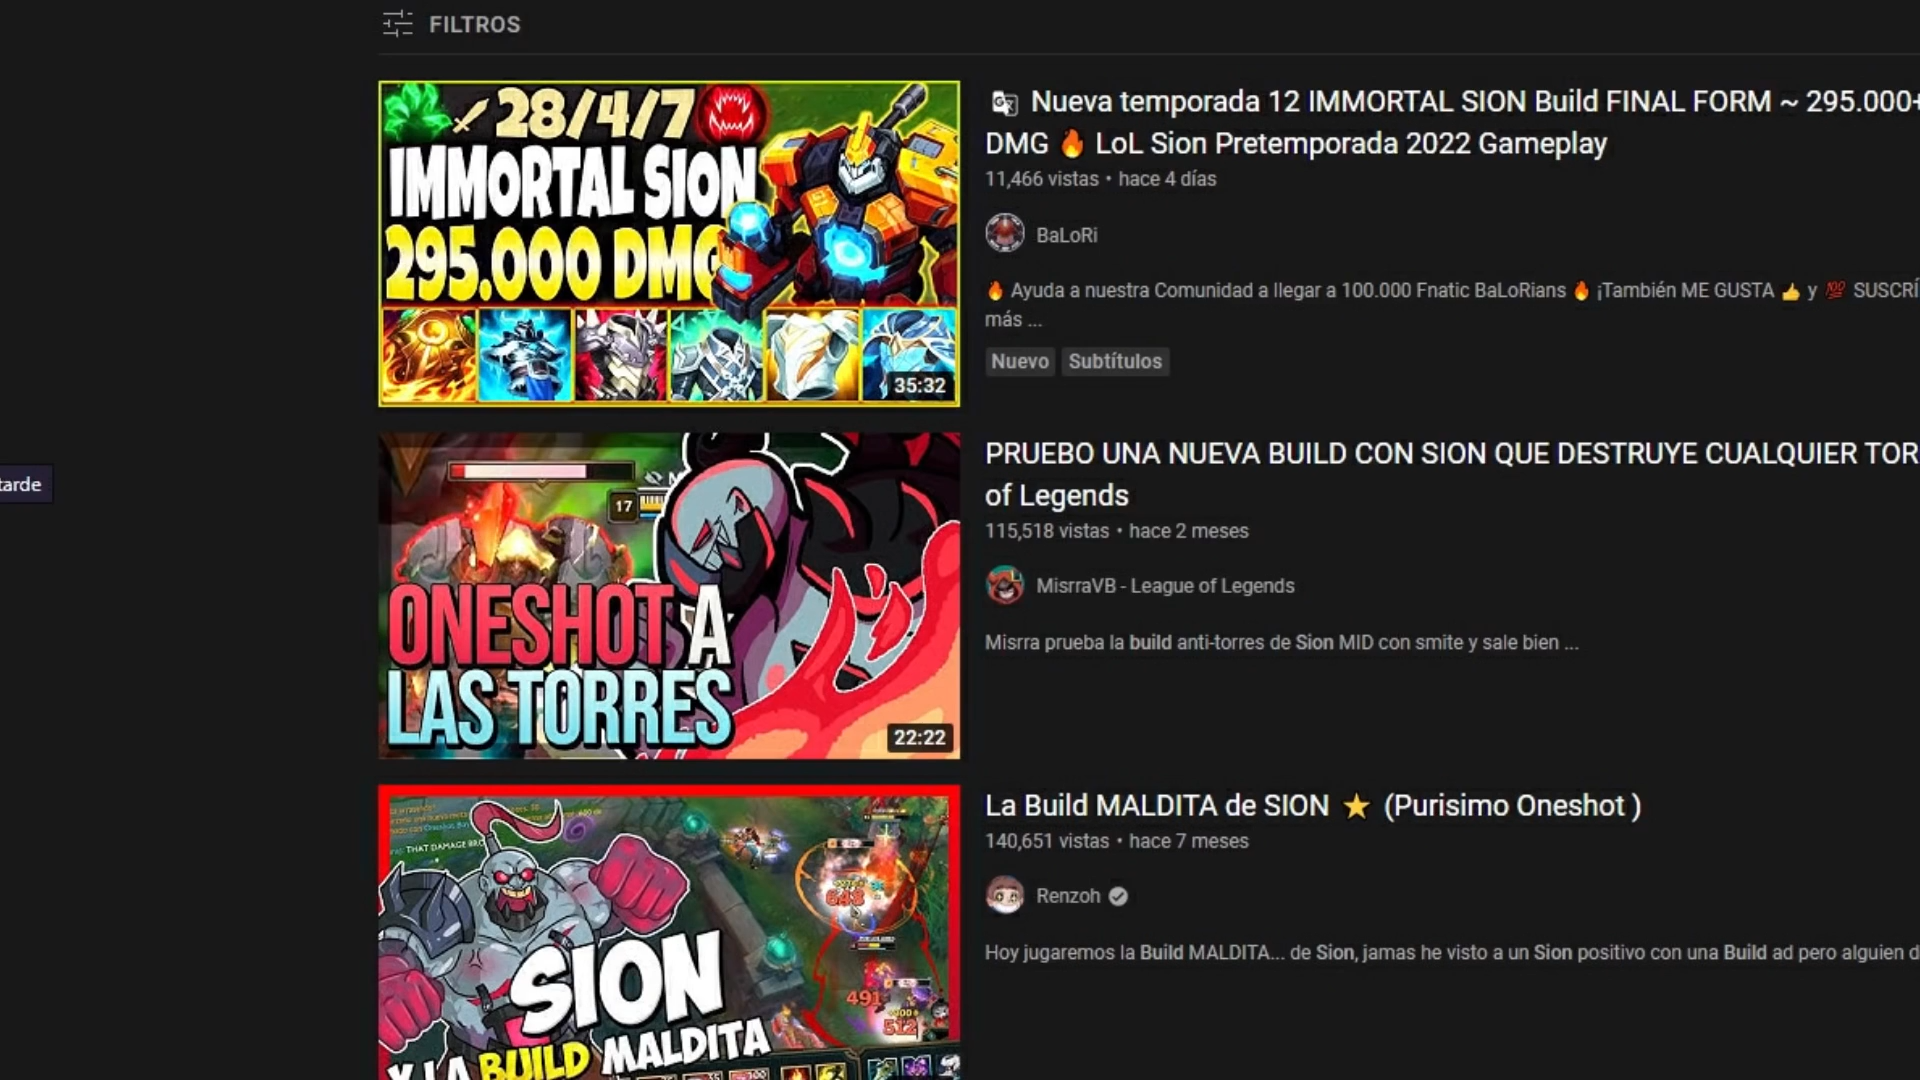 FILTROS
28/4/7
IMMORTAL SION
295.000 DMG
35:32
Nueva temporada 12 IMMORTAL SION Build FINAL FORM ~ 295.000+
DMG 🔥 LoL Sion Pretemporada 2022 Gameplay
11,466 vistas • hace 4 días
BaLoRi
🔥 Ayuda a nuestra Comunidad a llegar a 100.000 Fnatic BaLoRians 🔥 ¡También ME GUSTA 👍 y 💯 SUSCRÍ
más ...
Nuevo
Subtítulos
tarde
17
ONESHOT A
LAS TORRES
22:22
PRUEBO UNA NUEVA BUILD CON SION QUE DESTRUYE CUALQUIER TOR
of Legends
115,518 vistas • hace 2 meses
MisrraVB - League of Legends
Misrra prueba la build anti-torres de Sion MID con smite y sale bien ...
THAT DAMAGE BRO
648
491
512
SION
Y LA BUILD MALDITA
La Build MALDITA de SION ⭐ (Purisimo Oneshot )
140,651 vistas • hace 7 meses
Renzoh
Hoy jugaremos la Build MALDITA... de Sion, jamas he visto a un Sion positivo con una Build ad pero alguien d